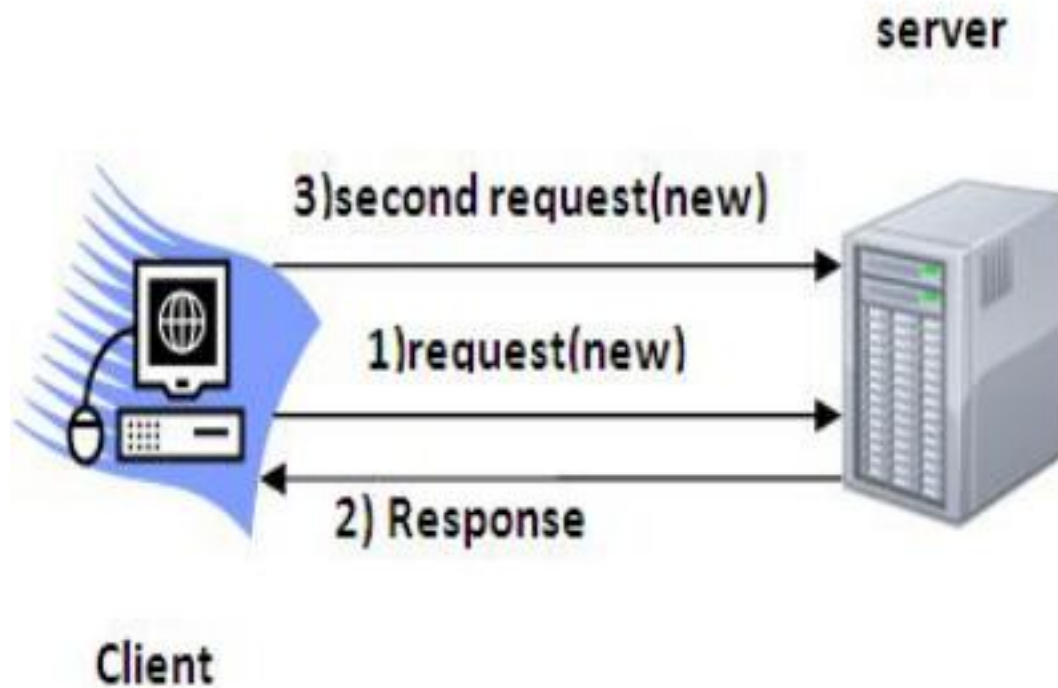 server
3)second request(new)
1)request(new)
2) Response
Client